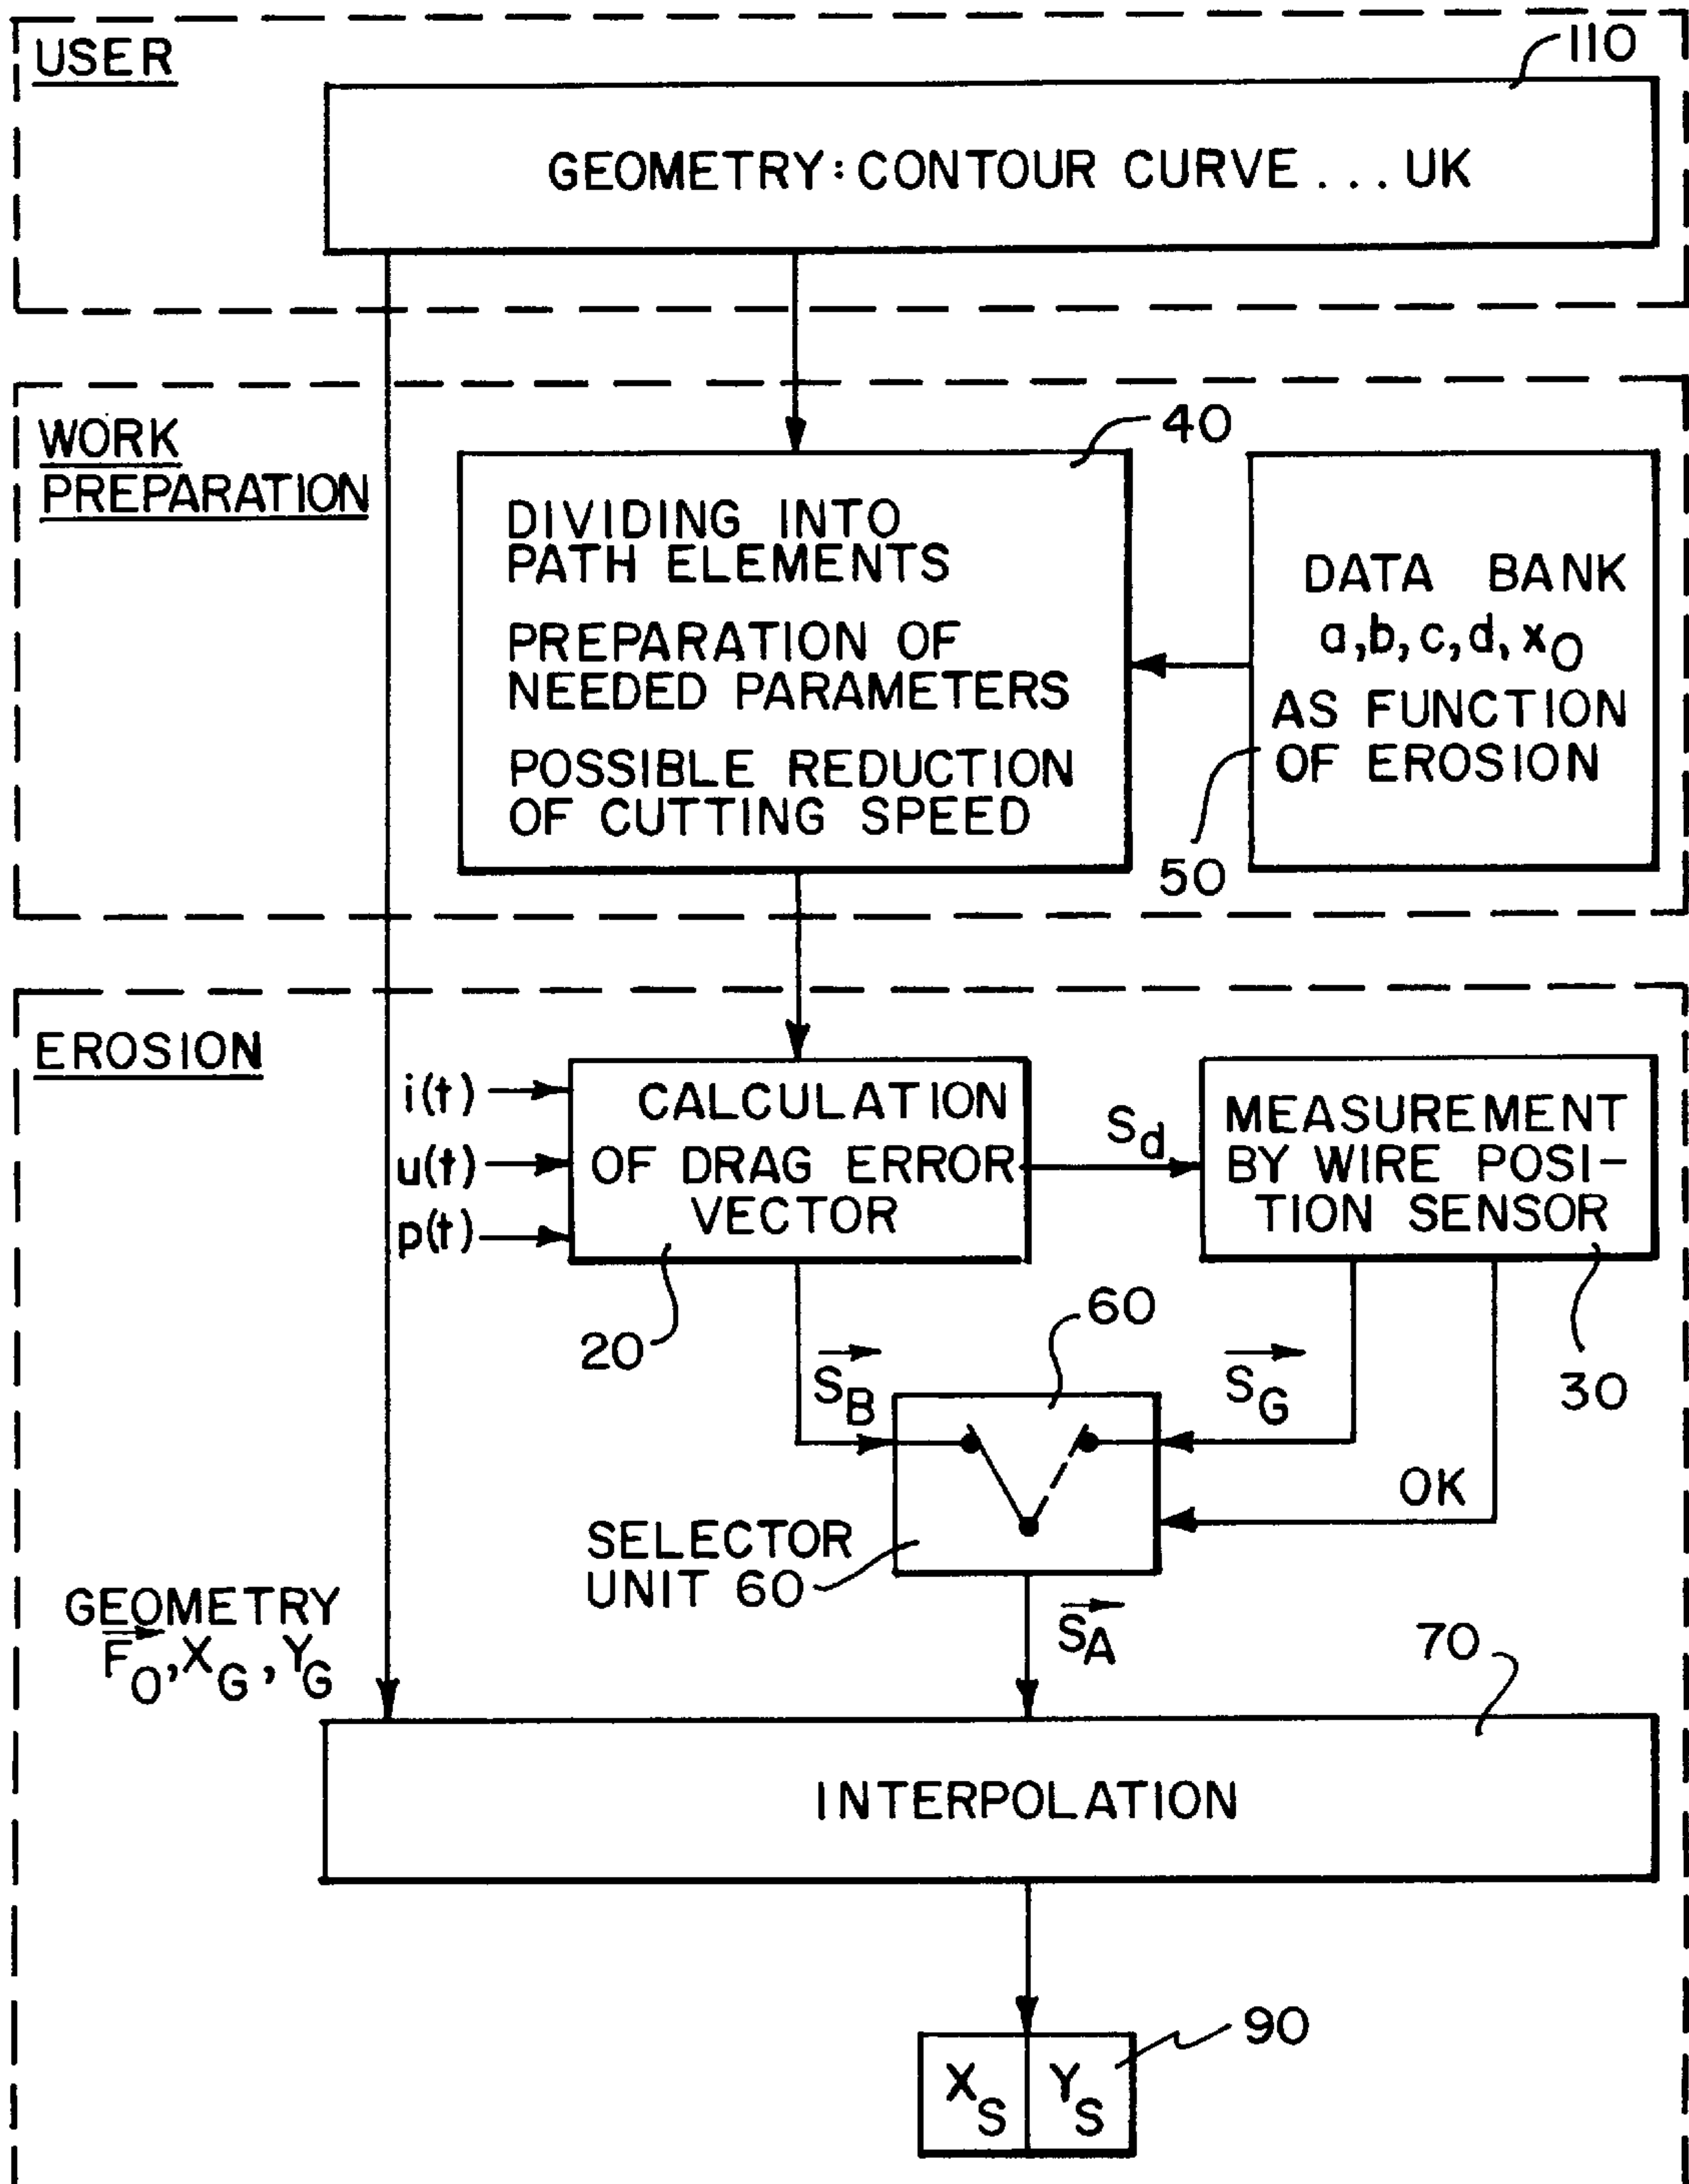 USER
110
GEOMETRY: CONTOUR CURVE ... UK
WORK
PREPARATION
40
DIVIDING INTO
PATH ELEMENTS
PREPARATION OF
NEEDED PARAMETERS
POSSIBLE REDUCTION
OF CUTTING SPEED
DATA BANK
a,b,c,d,x0
AS FUNCTION
OF EROSION
50
EROSION
i(t)
u(t)
p(t)
CALCULATION
OF DRAG ERROR
VECTOR
20
Sd
MEASUREMENT
BY WIRE POSI-
TION SENSOR
30
60
SB
SG
OK
SELECTOR
UNIT 60
SA
GEOMETRY
FO, XG, YG
70
INTERPOLATION
XS YS
90